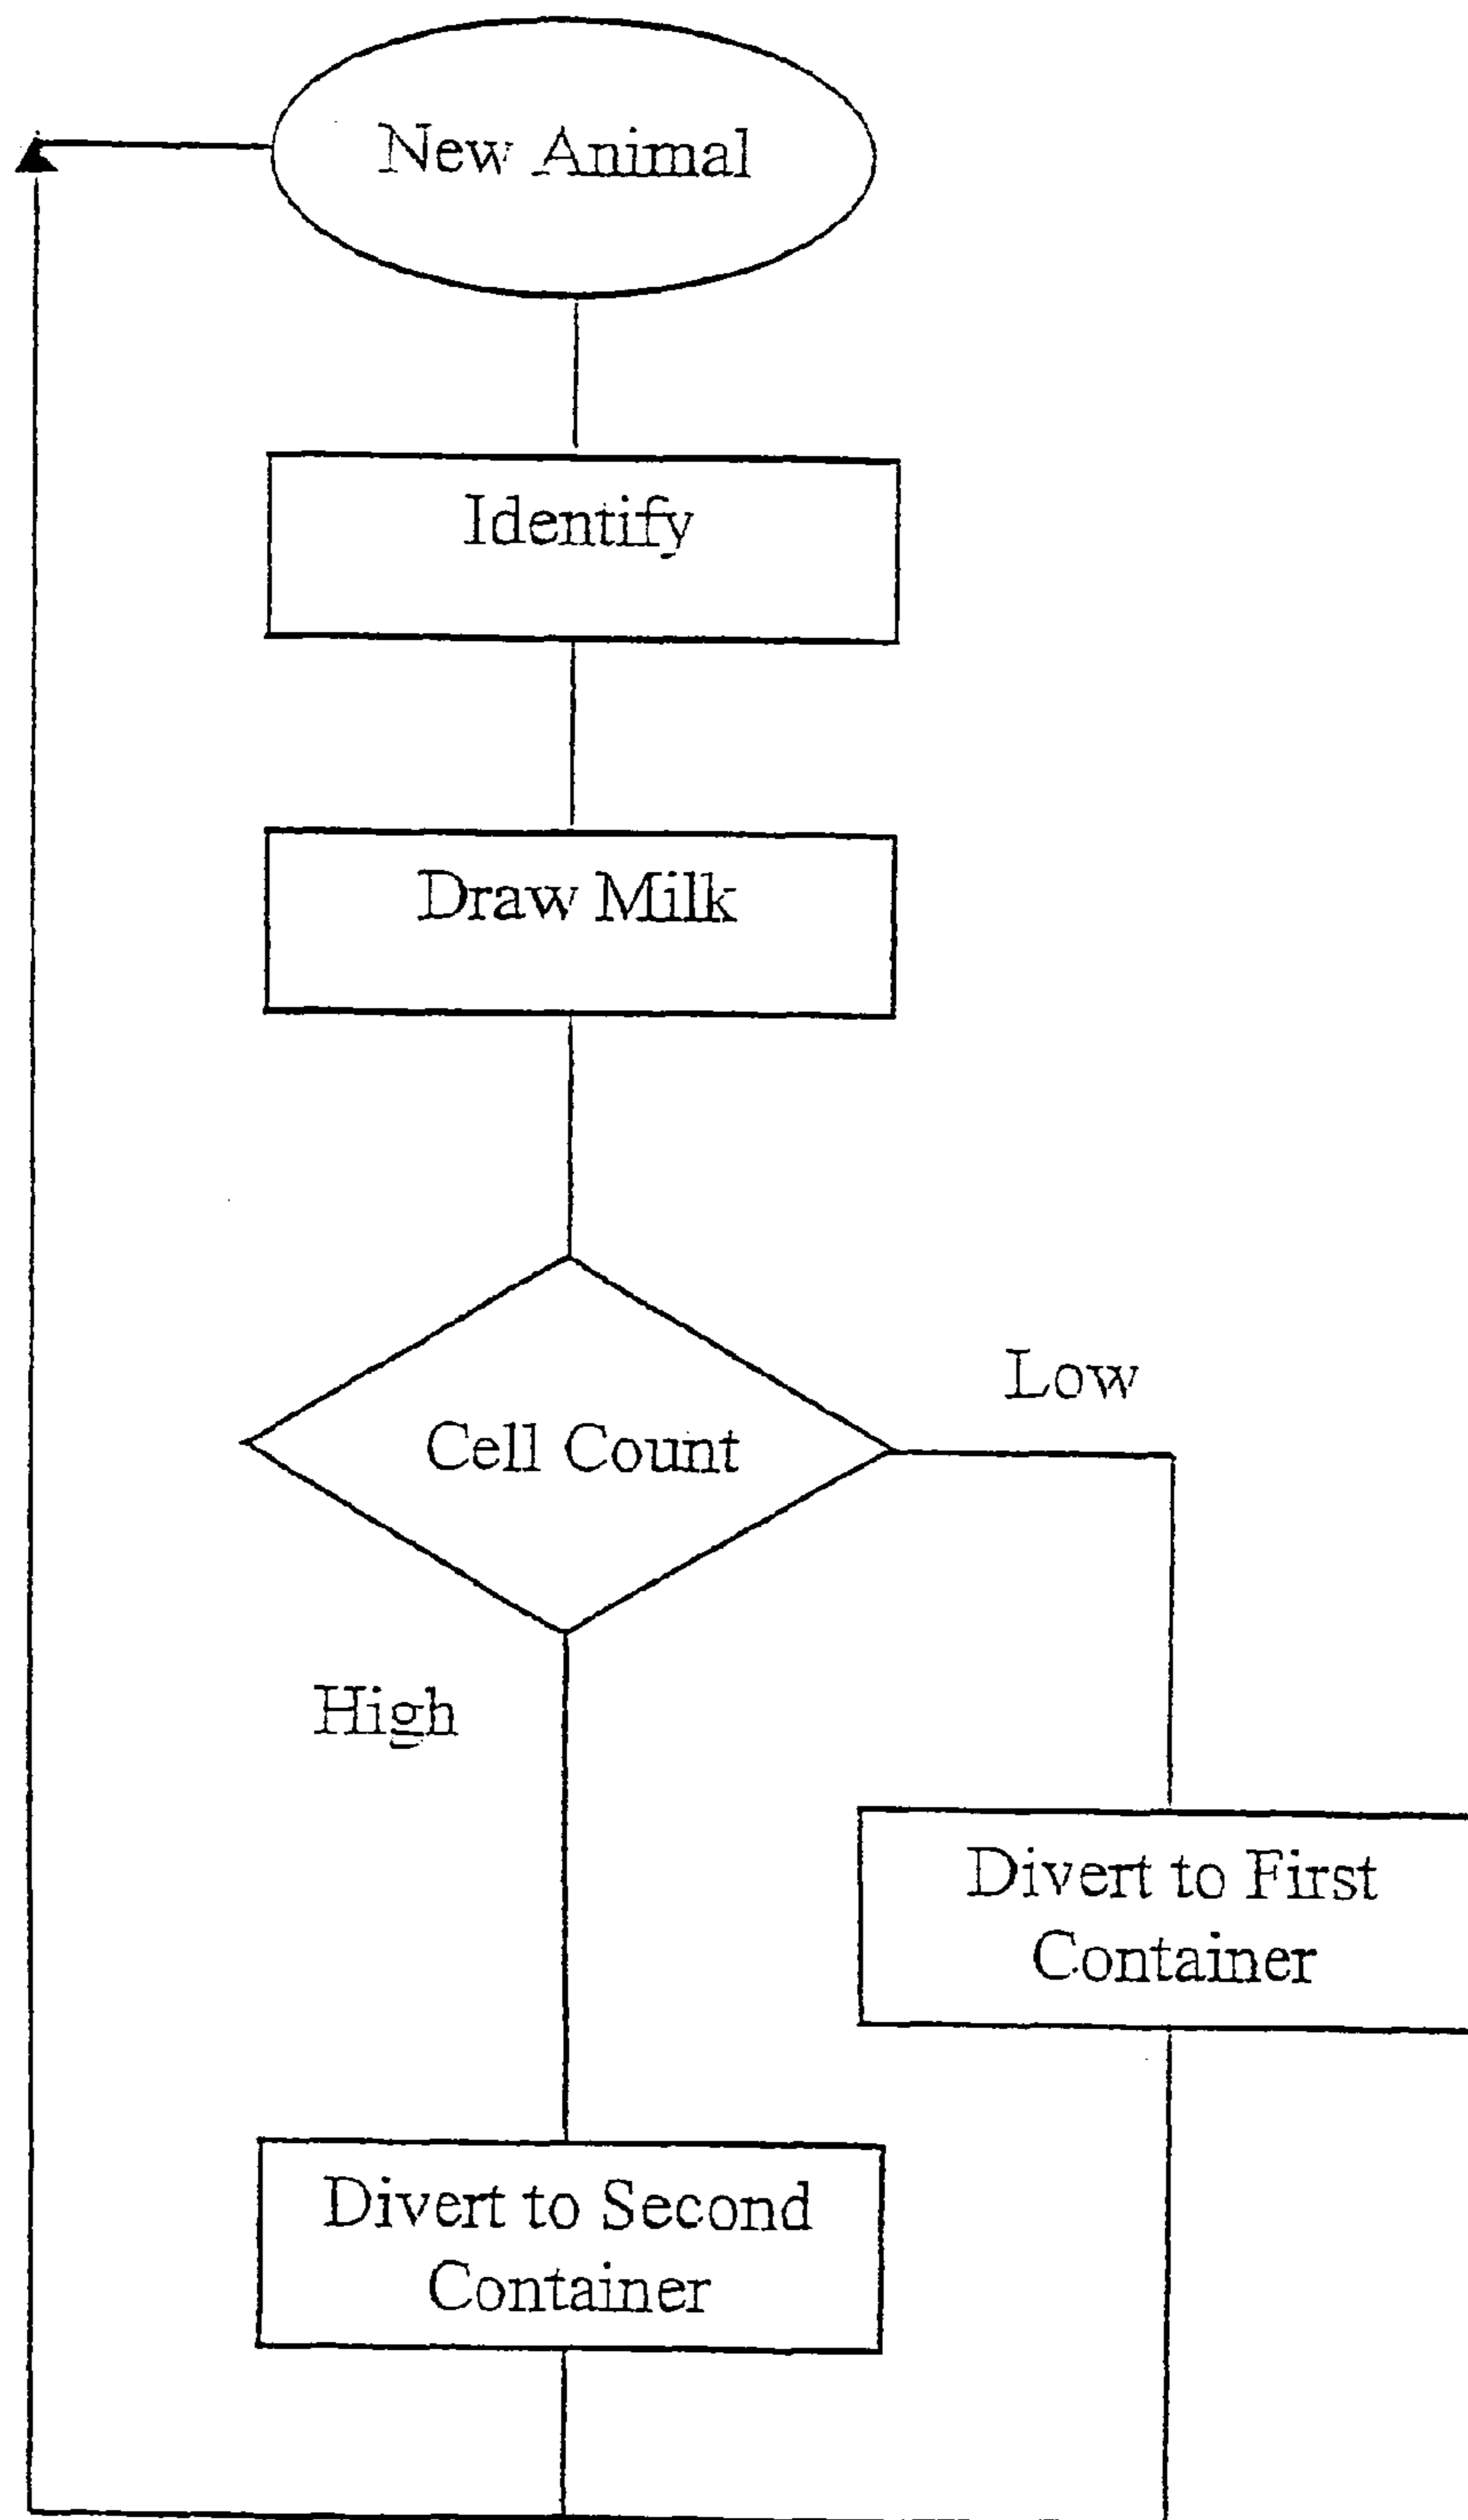 New Animal
Identify
Draw Milk
Low
Cell Count
High
Divert to First
Container
Divert to Second
Container